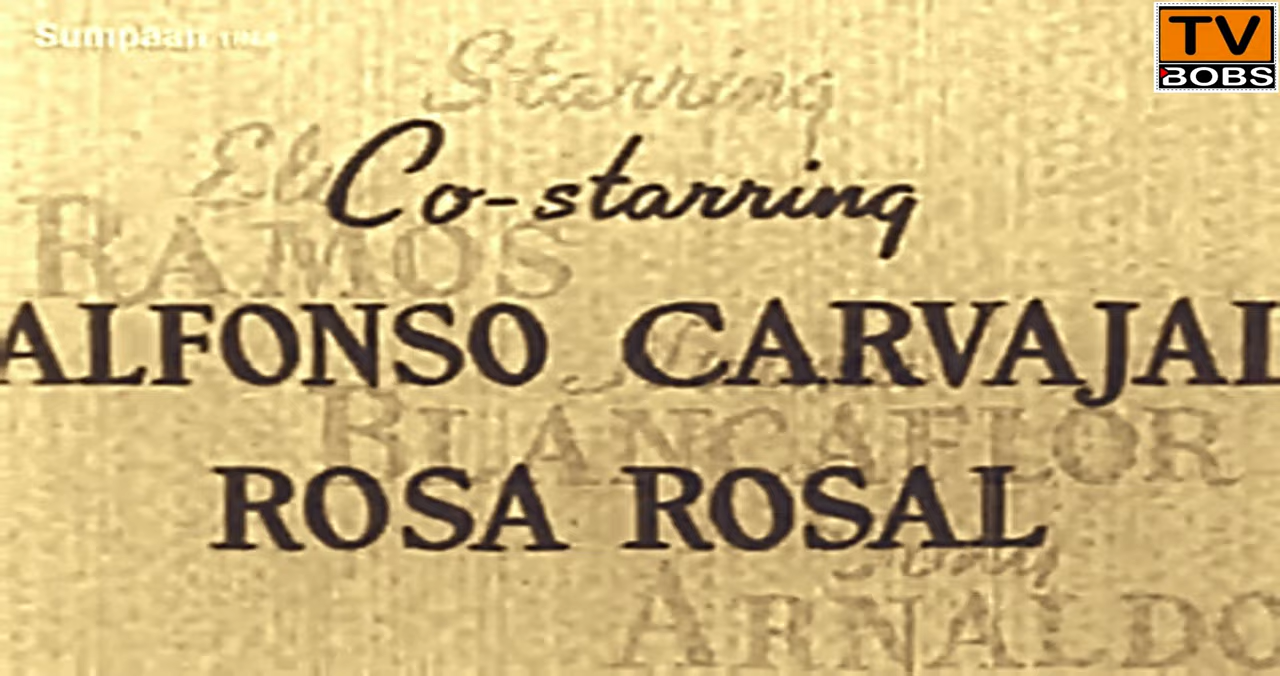 Sumpaan
TV
BOBS
Starring
Co-starring
RAMOS
ALFONSO CARVAJAL
BLANCAFLOR
ROSA ROSAL
ARNALDO